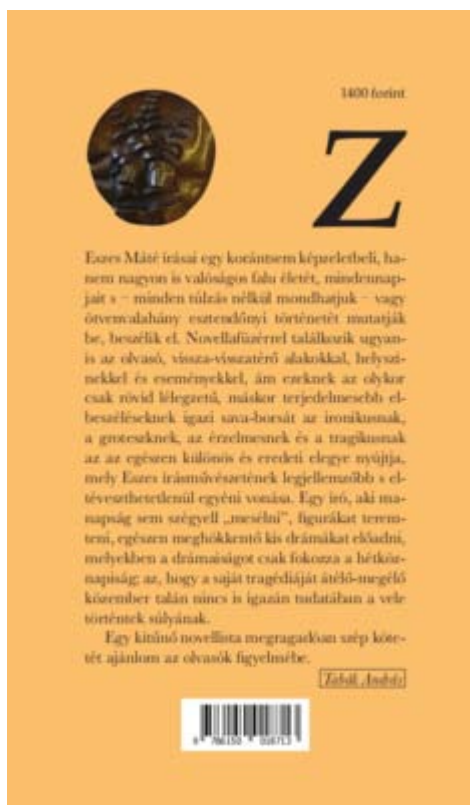 1400 forint
Z
Eszes Máté írásai egy korántsem képzeletbeli, ha-
nem nagyon is valóságos falu életét, mindennap-
jait s – minden túlzás nélkül mondhatjuk – vagy
ötvenvalahány esztendőnyi történetét mutatják
be, beszélik el. Novellafüzérrel találkozik ugyan-
is az olvasó, vissza-visszatérő alakokkal, helyszí-
nekkel és eseményekkel, ám ezeknek az olykor
csak rövid lélegzetű, máskor terjedelmesebb el-
beszéléseknek igazi sava-borsát az ironikusnak,
a groteszknek, az érzelmesnek és a tragikusnak
az az egészen különös és eredeti elegye nyújtja,
mely Eszes írásművészetének legjellemzőbb s el-
téveszthetetlenül egyéni vonása. Egy író, aki ma-
napság sem szégyell „mesélni”, figurákat terem-
teni, egészen meghökkentő kis drámákat előadni,
melyekben a drámaiságot csak fokozza a hétköz-
napiság; az, hogy a saját tragédiáját átélő-megélő
közember talán nincs is igazán tudatában a vele
történtek súlyának.
Egy kitűnő novellista megragadóan szép köte-
tét ajánlom az olvasók figyelmébe.
Tabák András